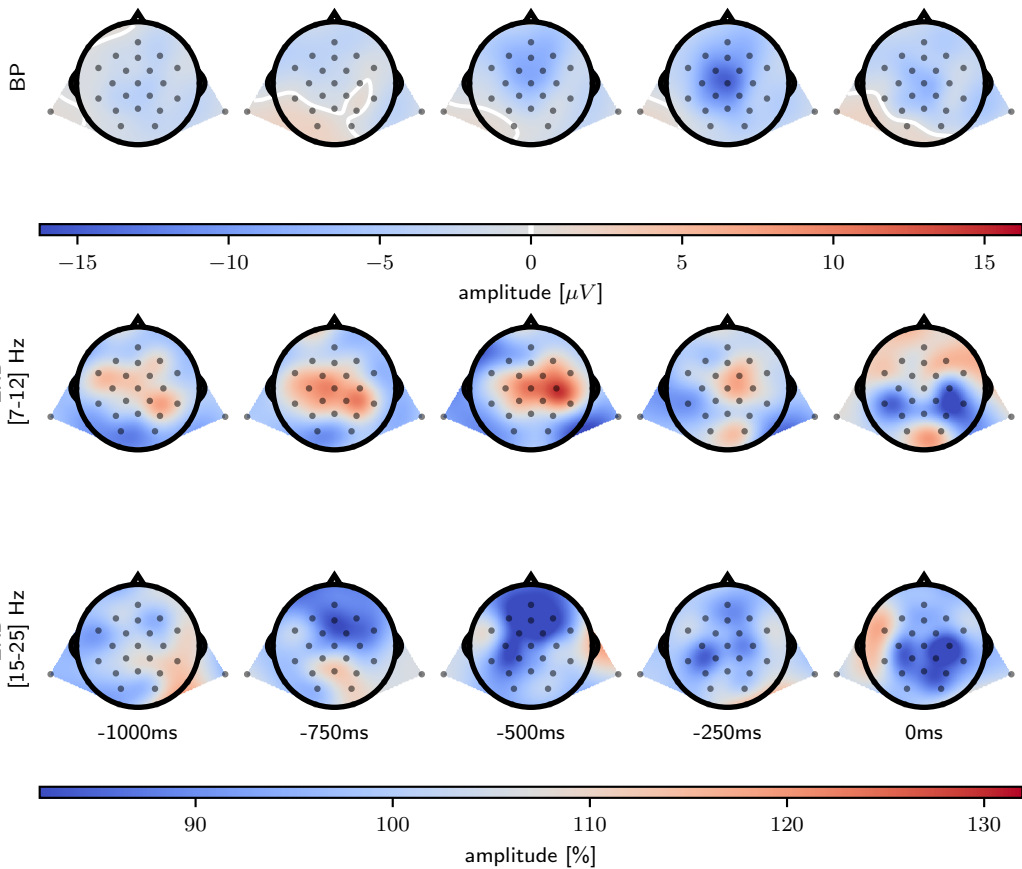 BP
−15 −10 −5 0 5 10 15
amplitude [μV]
[7-12] Hz
[15-25] Hz
-1000ms -750ms -500ms -250ms 0ms
90 100 110 120 130
amplitude [%]